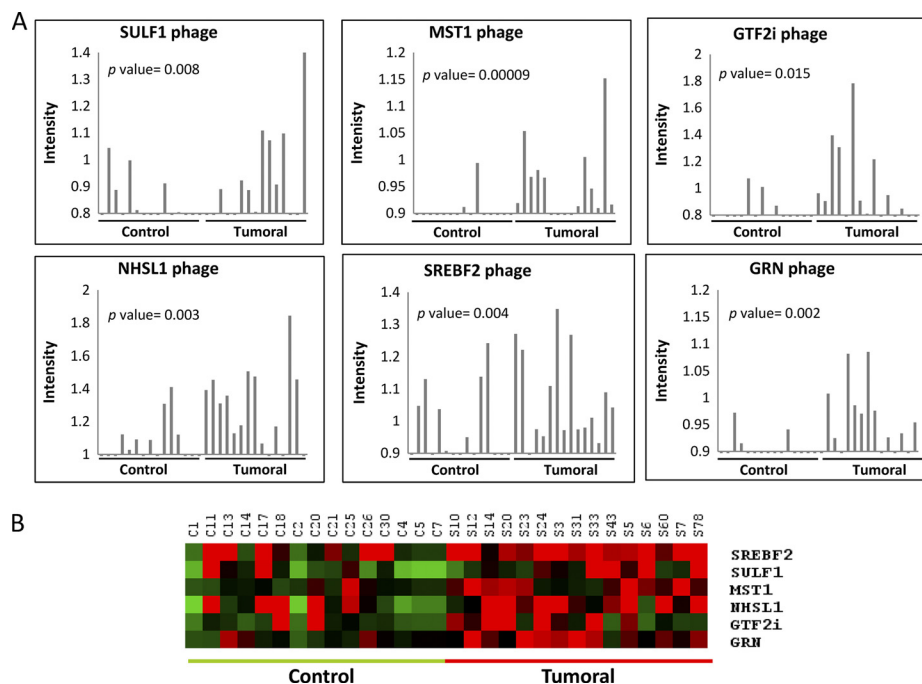 A
SULF1 phage
p value= 0.008
Intensity
1.4
1.3
1.2
1.1
1
0.9
0.8
Control Tumoral
MST1 phage
p value= 0.00009
Intenisty
1.2
1.15
1.1
1.05
1
0.95
0.9
Control Tumoral
GTF2i phage
p value= 0.015
Intensity
2
1.8
1.6
1.4
1.2
1
0.8
Control Tumoral
NHSL1 phage
p value= 0.003
Intensity
2
1.8
1.6
1.4
1.2
1
Control Tumoral
SREBF2 phage
p value= 0.004
Intensity
1.4
1.3
1.2
1.1
1
0.9
Control Tumoral
GRN phage
p value= 0.002
Intensity
1.2
1.15
1.1
1.05
1
0.95
0.9
Control Tumoral
B
C1 C11 C13 C14 C17 C18 C2 C20 C21 C25 C26 C30 C4 C5 C7 S10 S12 S14 S20 S23 S24 S3 S31 S33 S43 S5 S6 S60 S7 S78
SREBF2
SULF1
MST1
NHSL1
GTF2i
GRN
Control Tumoral